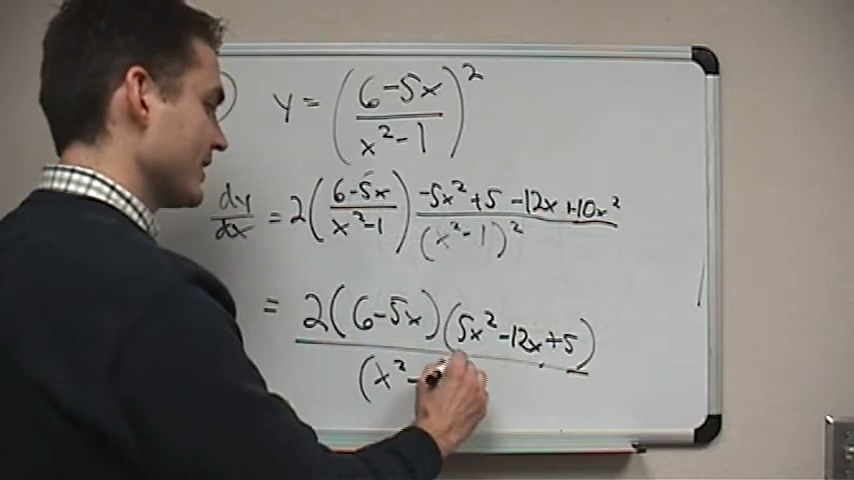 y = ((6-5x)/(x²-1))²
dy/dx = 2((6-5x)/(x²-1)) (-5x²+5-12x+10x²)/(x²-1)²
= 2(6-5x)(5x²-12x+5)/(x²-